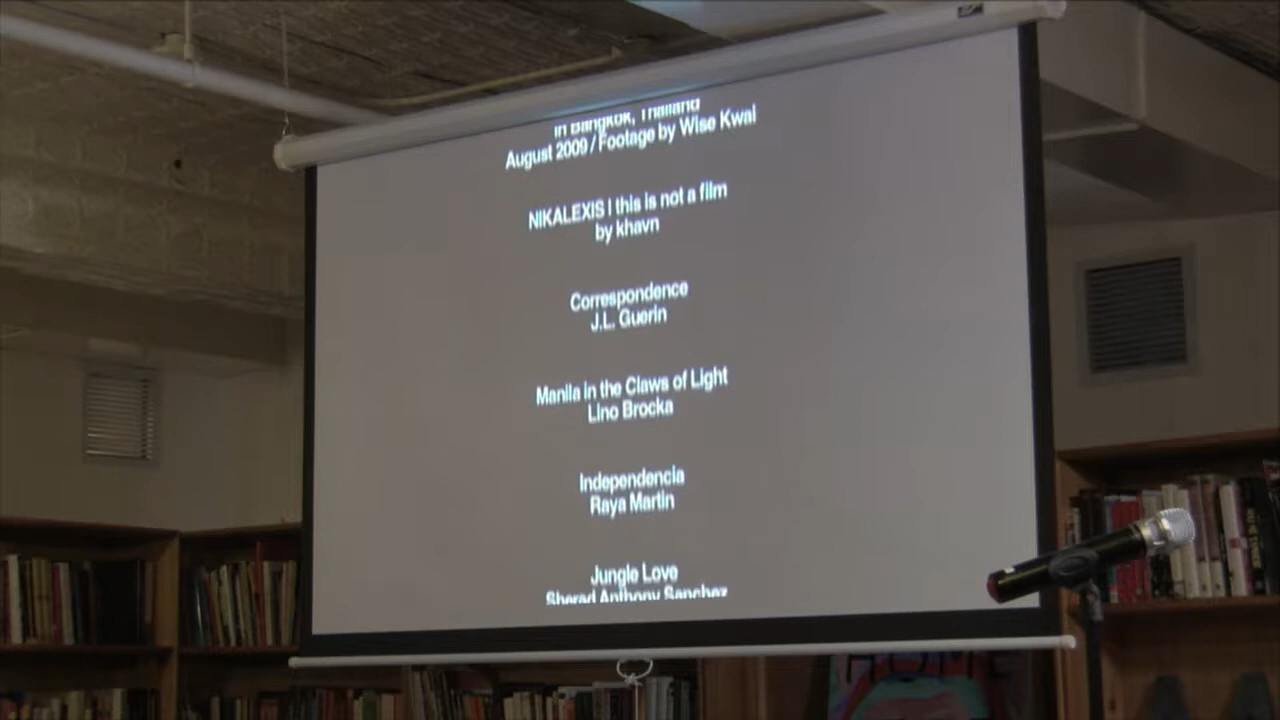 in Bangkok, Thailand
August 2009 / Footage by Wise Kwai
NIKALEXIS | this is not a film
by khavn
Correspondence
J.L. Guerin
Manila in the Claws of Light
Lino Brocka
Independencia
Raya Martin
Jungle Love
Sherad Anthony Sanchez